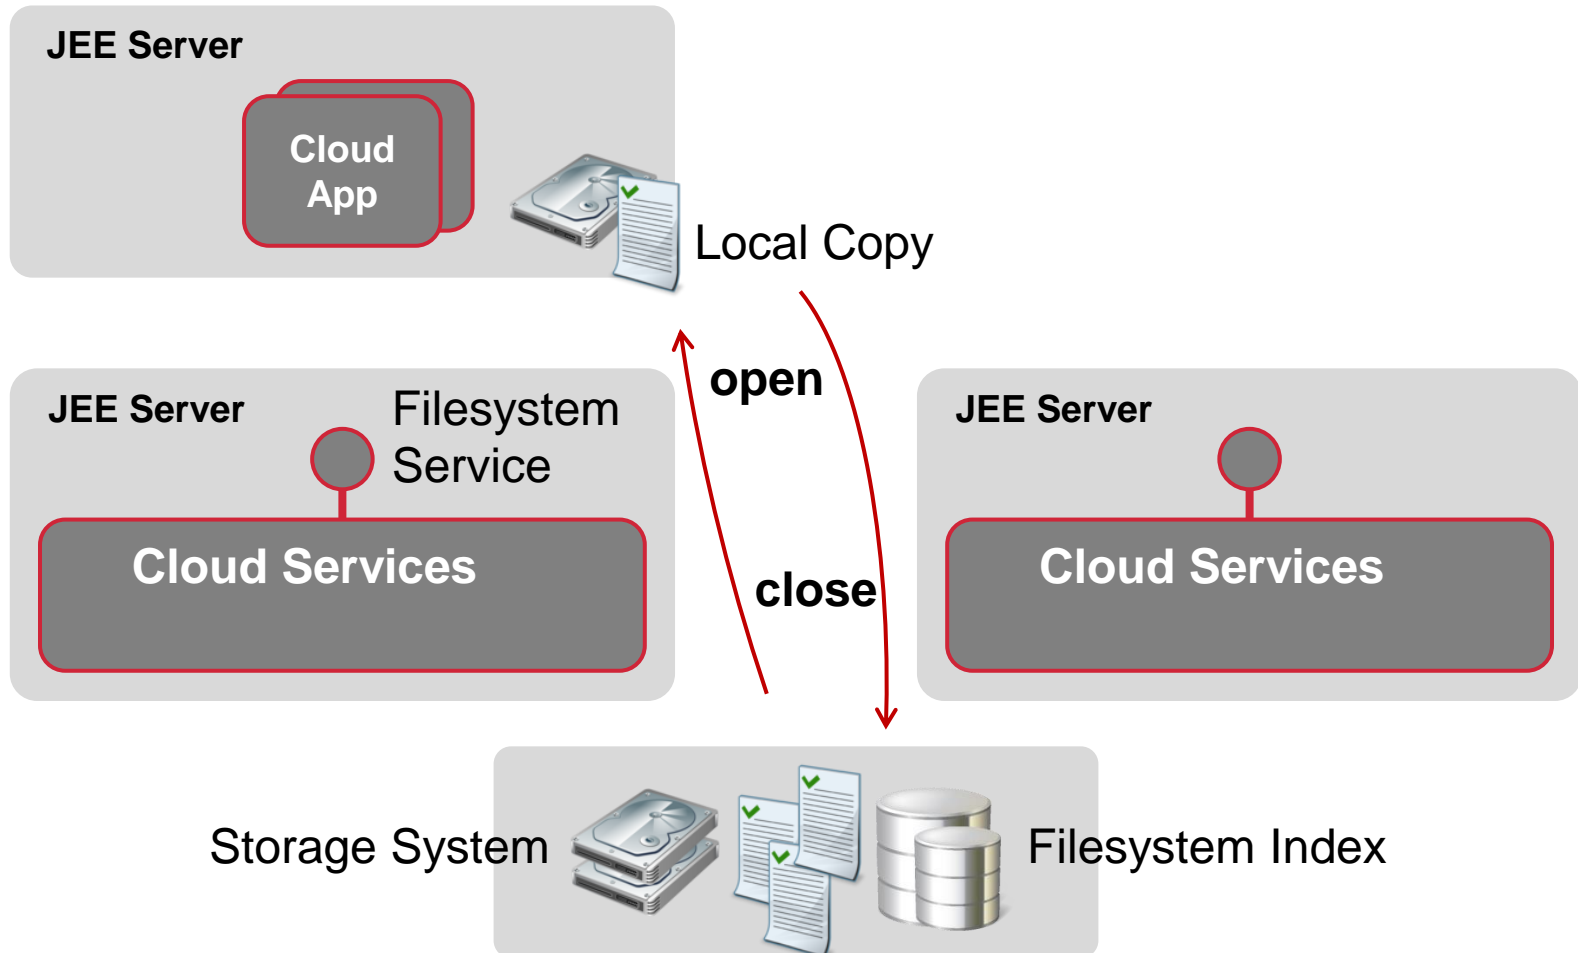 JEE Server
Cloud
App
Local Copy
open
JEE Server
Filesystem
Service
JEE Server
Cloud Services
close
Cloud Services
Storage System
Filesystem Index